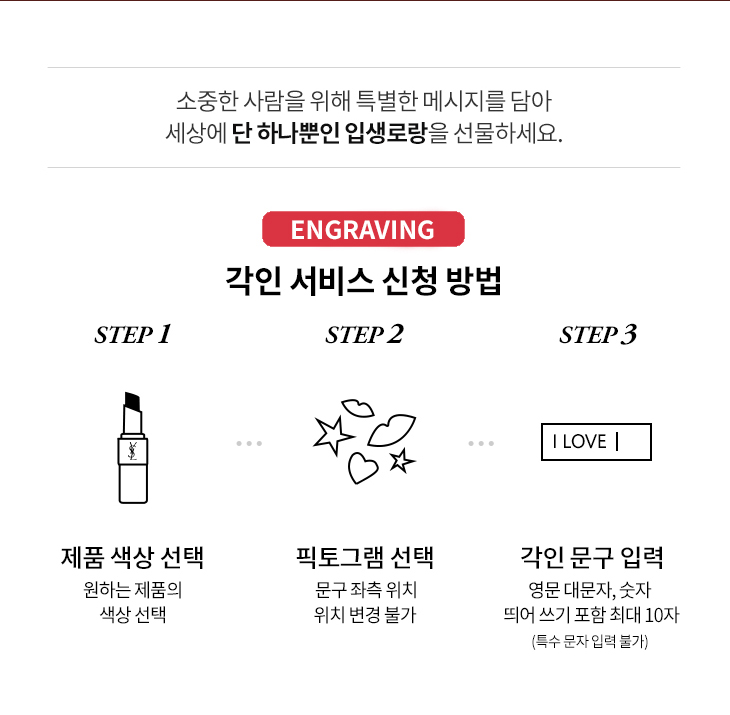 소중한 사람을 위해 특별한 메시지를 담아
세상에 단 하나뿐인 입생로랑을 선물하세요.
ENGRAVING
각인 서비스 신청 방법
STEP 1
STEP 2
STEP 3
YSL
I LOVE
제품 색상 선택
픽토그램 선택
각인 문구 입력
원하는 제품의
색상 선택
문구 좌측 위치
위치 변경 불가
영문 대문자, 숫자
띄어 쓰기 포함 최대 10자
(특수 문자 입력 불가)